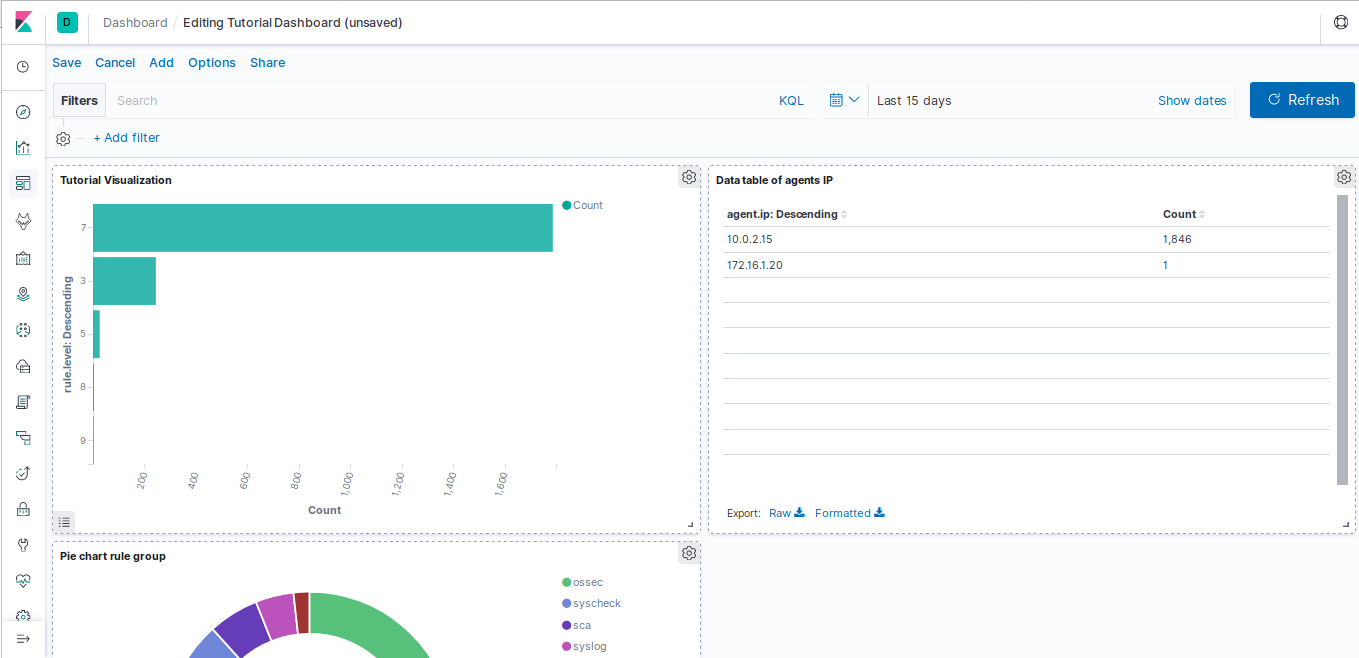 D Dashboard / Editing Tutorial Dashboard (unsaved)
Save Cancel Add Options Share
Filters Search KQL Last 15 days Show dates Refresh
+ Add filter
Tutorial Visualization
Count
rule.level: Descending
7
3
5
8
9
200 400 600 800 1,000 1,200 1,400 1,600
Count
Data table of agents IP
agent.ip: Descending Count
10.0.2.15 1,846
172.16.1.20 1
Export: Raw Formatted
Pie chart rule group
ossec
syscheck
sca
syslog